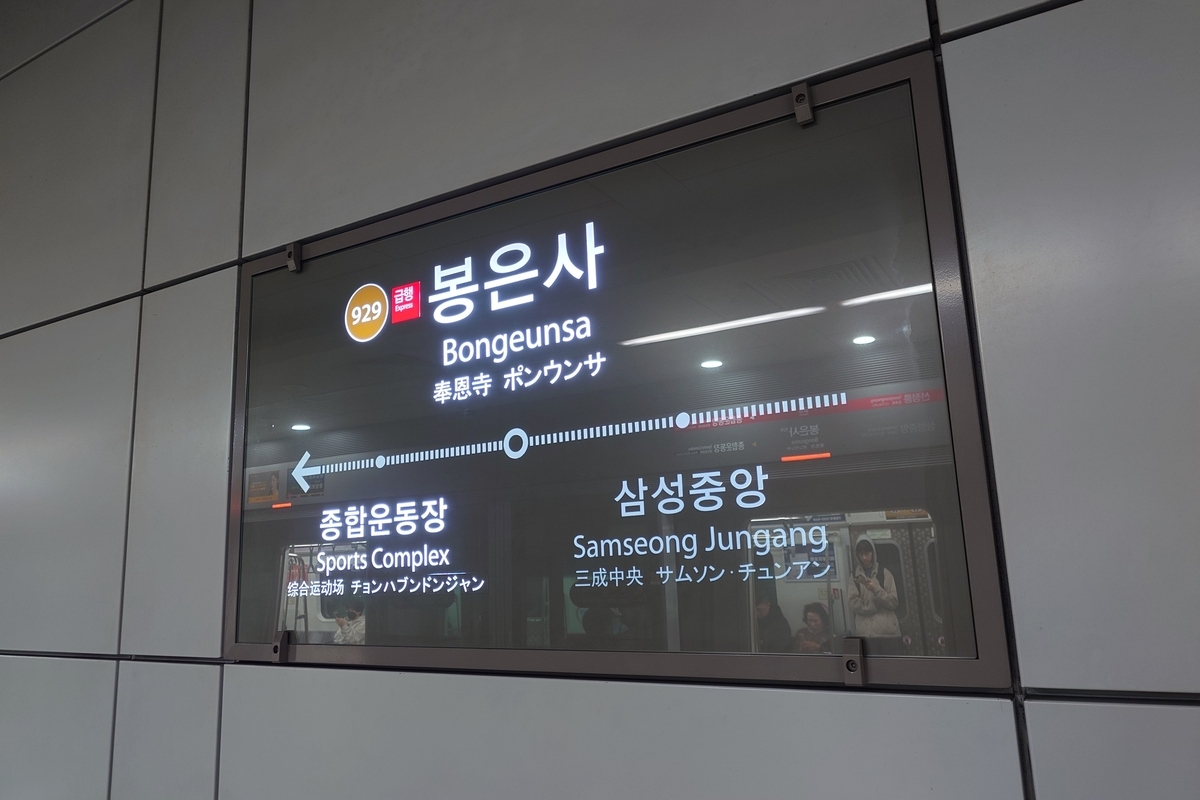 929 급행 봉은사
Express
Bongeunsa
奉恩寺 ポンウンサ
종합운동장
Sports Complex
综合运动场 チョンハプンドンジャン
삼성중앙
Samseong Jungang
三成中央 サムソン·チュンアン